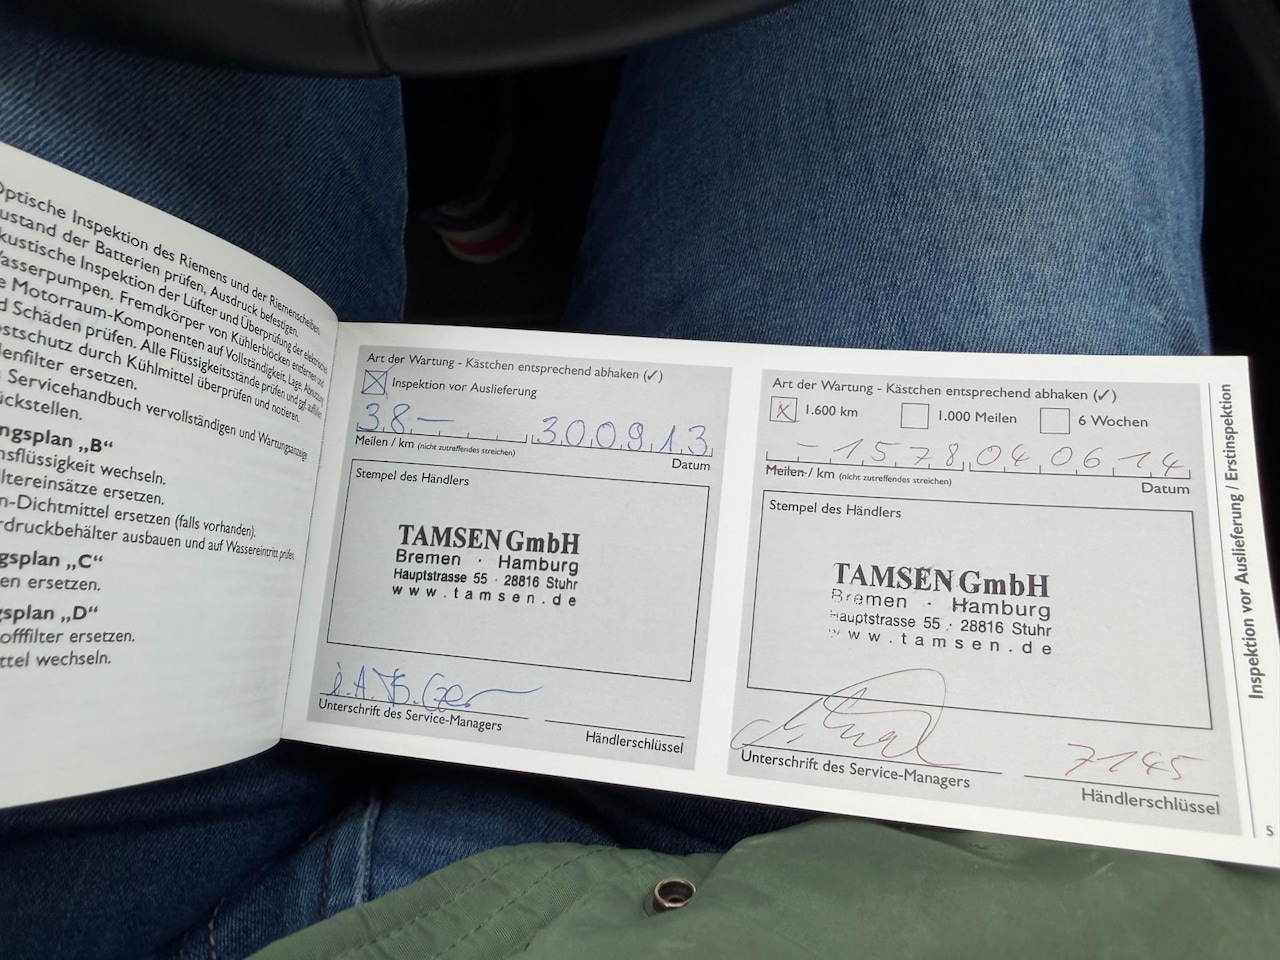 Optische Inspektion des Riemens und der Riemenscheiben.
ustand der Batterien prüfen, Ausdruck befestigen.
kustische Inspektion der Lüfter und Überprüfung der elektrischen
Wasserpumpen. Fremdkörper von Kühlerblöcken entfernen und
e Motorraum-Komponenten auf Vollständigkeit, Lage, Abnutzung
d Schäden prüfen. Alle Flüssigkeitsstände prüfen und ggf. auffüllen
ostschutz durch Kühlmittel überprüfen und notieren.
lenfilter ersetzen.
Servicehandbuch vervollständigen und Wartungsanzeige
ückstellen.
ngsplan „B“
nsflüssigkeit wechseln.
ltereinsätze ersetzen.
n-Dichtmittel ersetzen (falls vorhanden).
rdruckbehälter ausbauen und auf Wassereintritt prüfen
gsplan „C“
en ersetzen.
gsplan „D“
offfilter ersetzen.
ttel wechseln.
Art der Wartung - Kästchen entsprechend abhaken (✓)
Inspektion vor Auslieferung
38.- 300913
Meilen / km (nicht zutreffendes streichen) Datum
Stempel des Händlers
TAMSEN GmbH
Bremen · Hamburg
Hauptstrasse 55 · 28816 Stuhr
www.tamsen.de
Unterschrift des Service-Managers Händlerschlüssel
Art der Wartung - Kästchen entsprechend abhaken (✓)
1.600 km 1.000 Meilen 6 Wochen
-1578 040614
Meilen / km (nicht zutreffendes streichen) Datum
Stempel des Händlers
TAMSEN GmbH
Bremen · Hamburg
Hauptstrasse 55 · 28816 Stuhr
www.tamsen.de
7145
Unterschrift des Service-Managers Händlerschlüssel
Inspektion vor Auslieferung / Erstinspektion
5